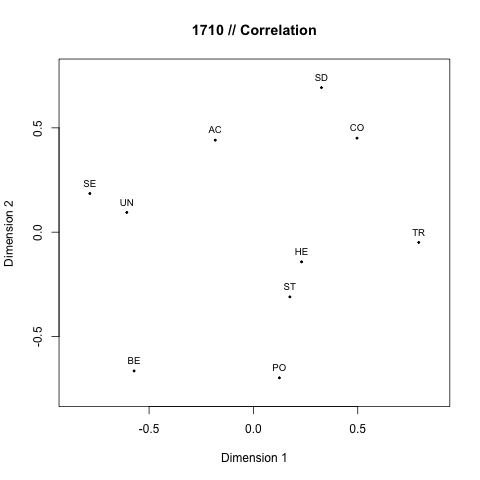 1710 // Correlation
SD
CO
AC
SE
UN
TR
HE
ST
BE
PO
0.5
0.0
-0.5
Dimension 2
-0.5
0.0
0.5
Dimension 1